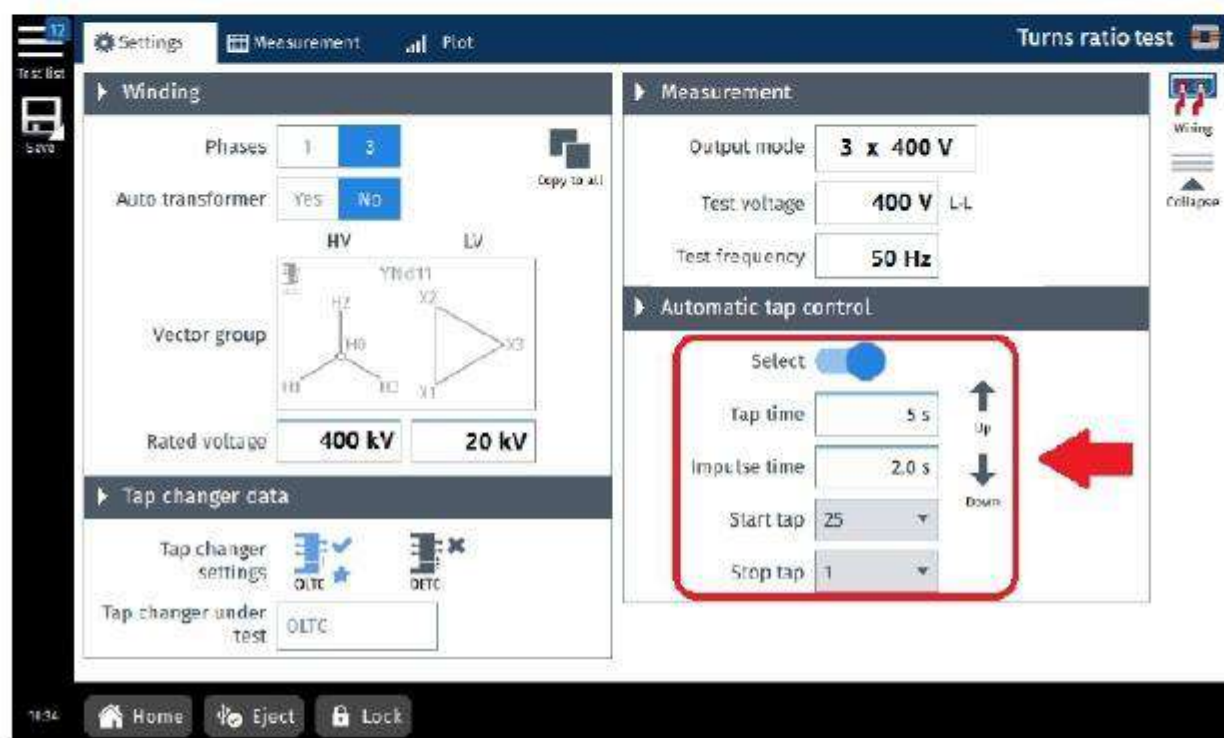 12
Test list
Save
Settings
Measurement
Plot
Turns ratio test
Winding
Phases 1 3
Copy to all
Auto transformer Yes No
HV LV
YNd11
H2 X2
Vector group
H0 X3
H1 H3 X1
Rated voltage 400 kV 20 kV
Tap changer data
Tap changer
settings
OLTC DETC
Tap changer under
test
OLTC
Measurement
Output mode 3 x 400 V
Test voltage 400 V L-L
Test frequency 50 Hz
Automatic tap control
Select
Tap time 5 s
Up
Impulse time 2.0 s
Down
Start tap 25
Stop tap 1
Wiring
Collapse
Home
Eject
Lock